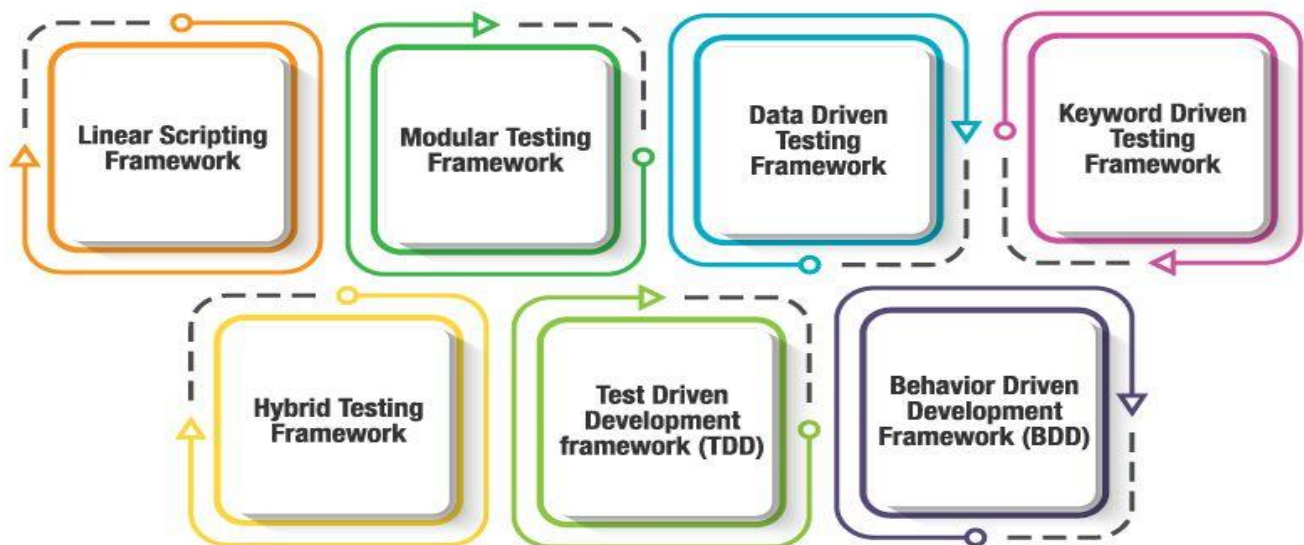 Linear Scripting
Framework
Modular Testing
Framework
Data Driven
Testing
Framework
Keyword Driven
Testing
Framework
Hybrid Testing
Framework
Test Driven
Development
framework (TDD)
Behavior Driven
Development
Framework (BDD)